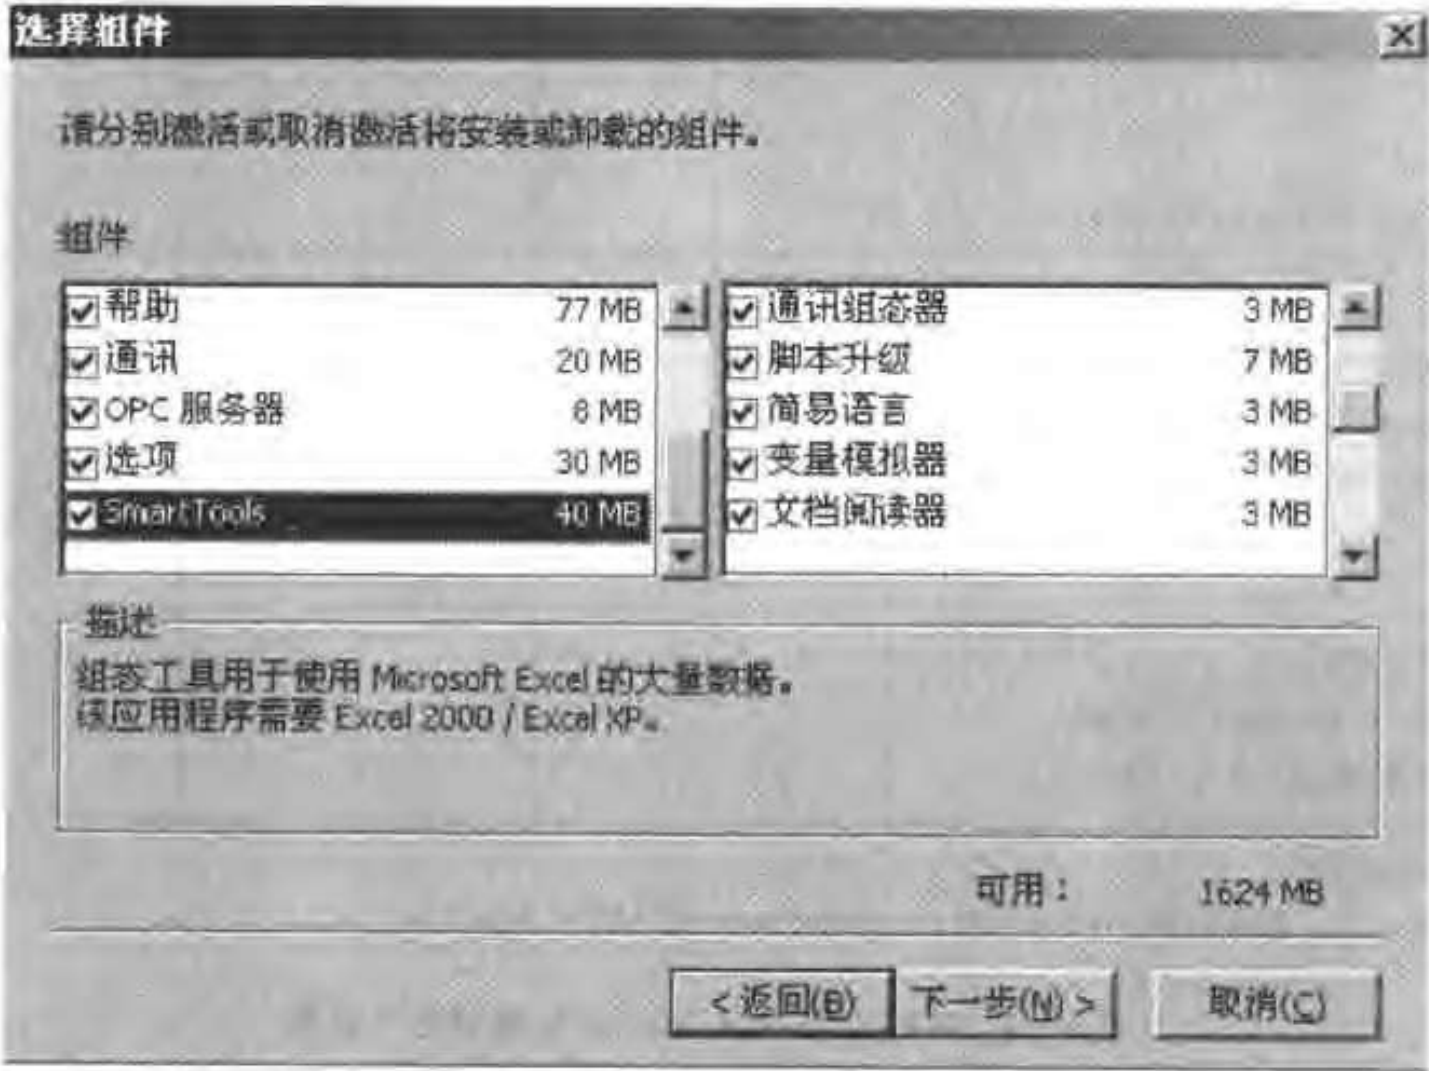 选择组件
请分别激活或取消激活将安装或卸载的组件。
组件
帮助 77 MB
通讯 20 MB
OPC 服务器 6 MB
选项 30 MB
SmartTools 40 MB
通讯组态器 3 MB
脚本升级 7 MB
简易语言 3 MB
变量模拟器 3 MB
文档阅读器 3 MB
描述
组态工具用于使用 Microsoft Excel 的大量数据。
该应用程序需要 Excel 2000 / Excel XP。
可用： 1624 MB
<返回(B) 下一步(N)> 取消(C)